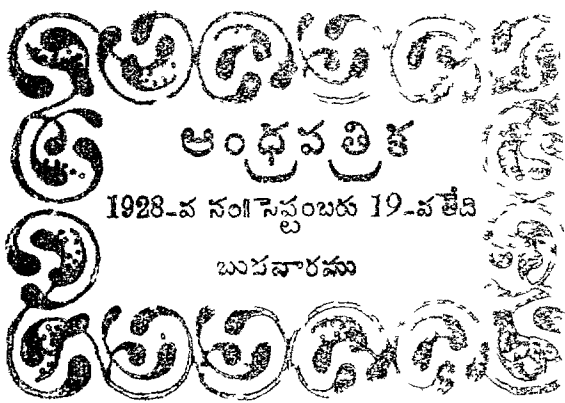 ఆంధ్రపత్రిక
1928-వ సం॥ సెప్టంబరు 19-వ తేది
బుధవారము